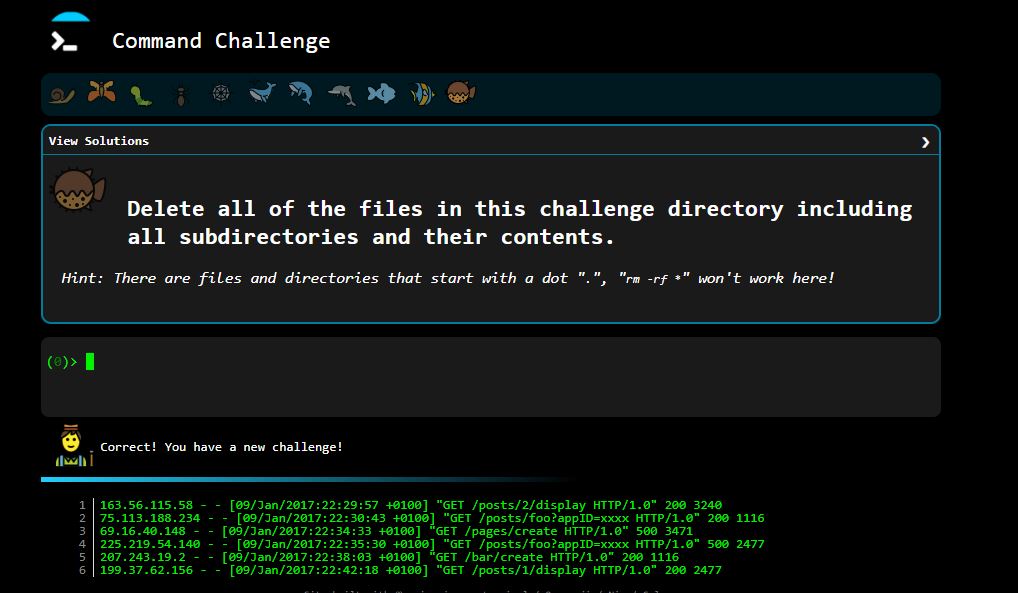 Command Challenge
View Solutions
Delete all of the files in this challenge directory including
all subdirectories and their contents.
Hint: There are files and directories that start with a dot ".", "rm -rf *" won't work here!
(0)>
Correct! You have a new challenge!
1 163.56.115.58 - - [09/Jan/2017:22:29:57 +0100] "GET /posts/2/display HTTP/1.0" 200 3240
2 75.113.188.234 - - [09/Jan/2017:22:30:43 +0100] "GET /posts/foo?appID=xxxx HTTP/1.0" 200 1116
3 69.16.40.148 - - [09/Jan/2017:22:34:33 +0100] "GET /pages/create HTTP/1.0" 500 3471
4 225.219.54.140 - - [09/Jan/2017:22:35:30 +0100] "GET /posts/foo?appID=xxxx HTTP/1.0" 500 2477
5 207.243.19.2 - - [09/Jan/2017:22:38:03 +0100] "GET /bar/create HTTP/1.0" 200 1116
6 199.37.62.156 - - [09/Jan/2017:22:42:18 +0100] "GET /posts/1/display HTTP/1.0" 200 2477